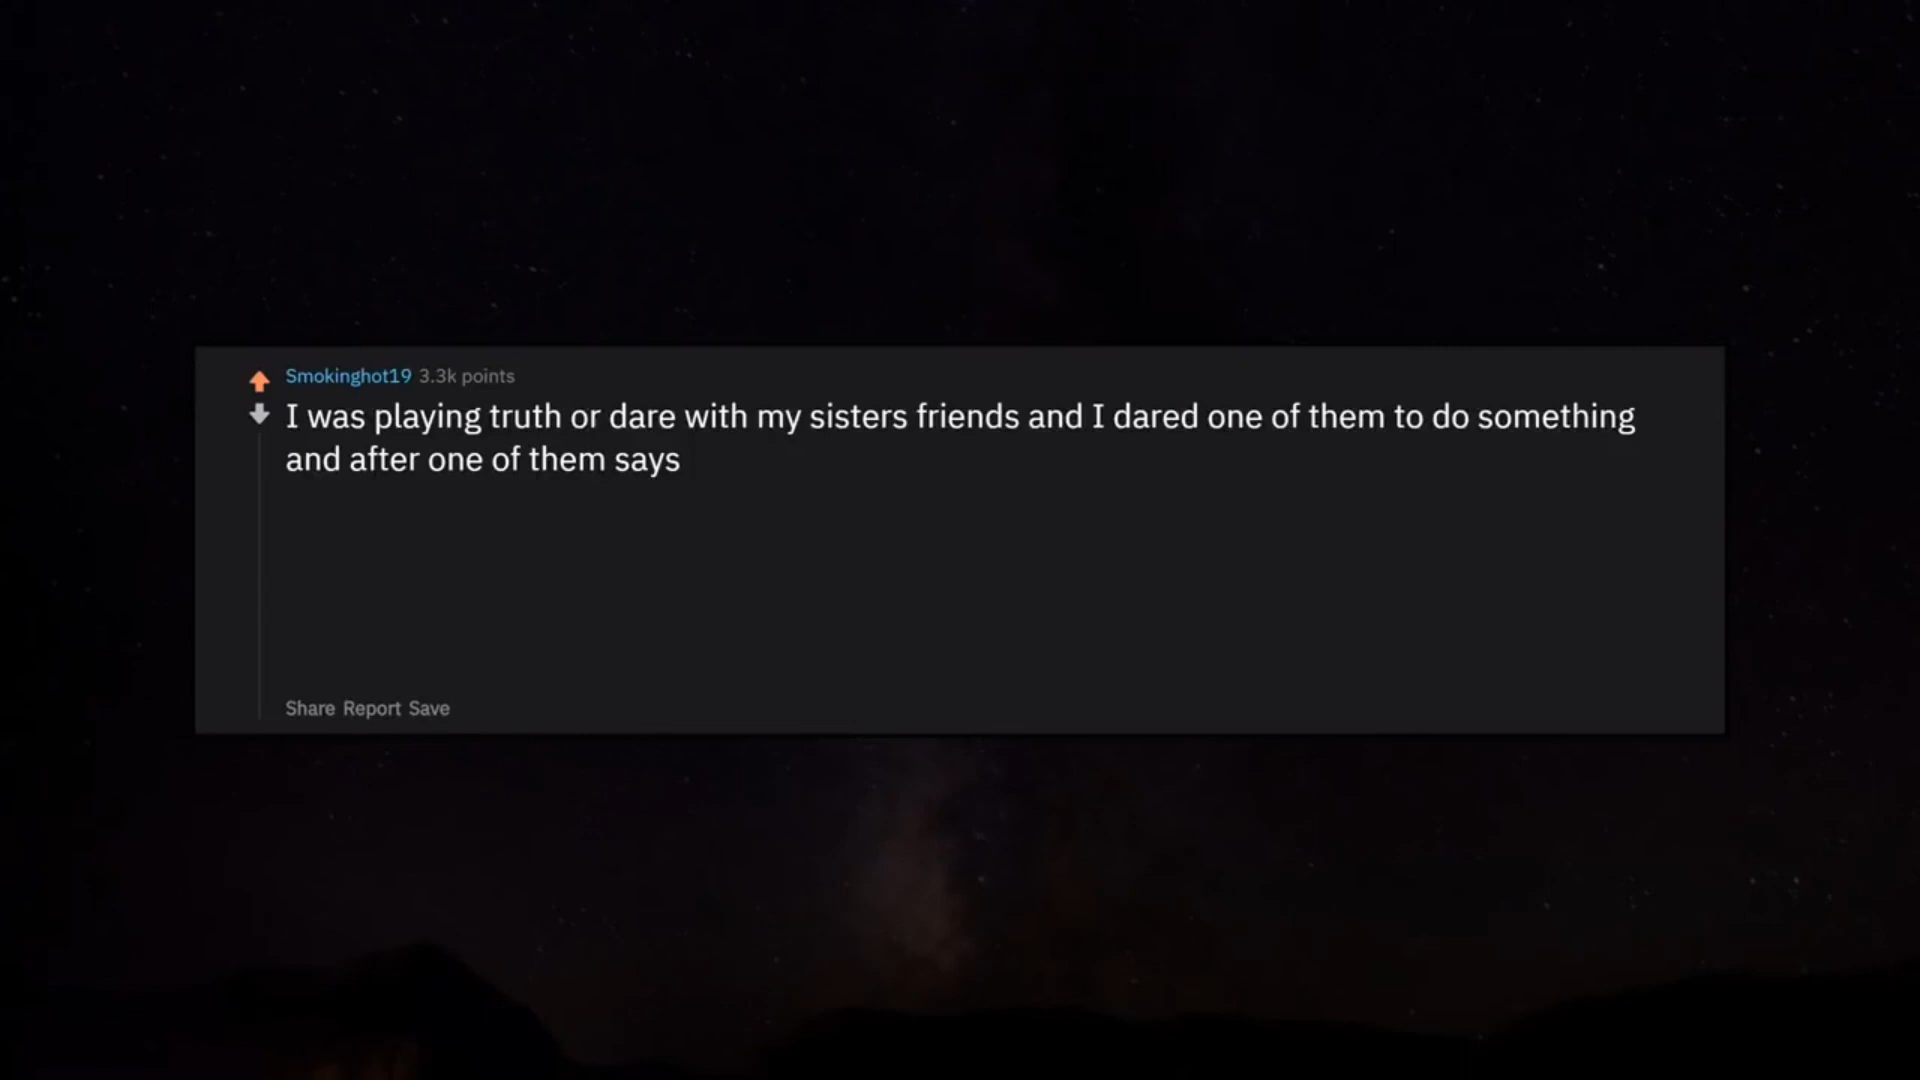 Smokinghot19 3.3k points
I was playing truth or dare with my sisters friends and I dared one of them to do something
and after one of them says
Share Report Save